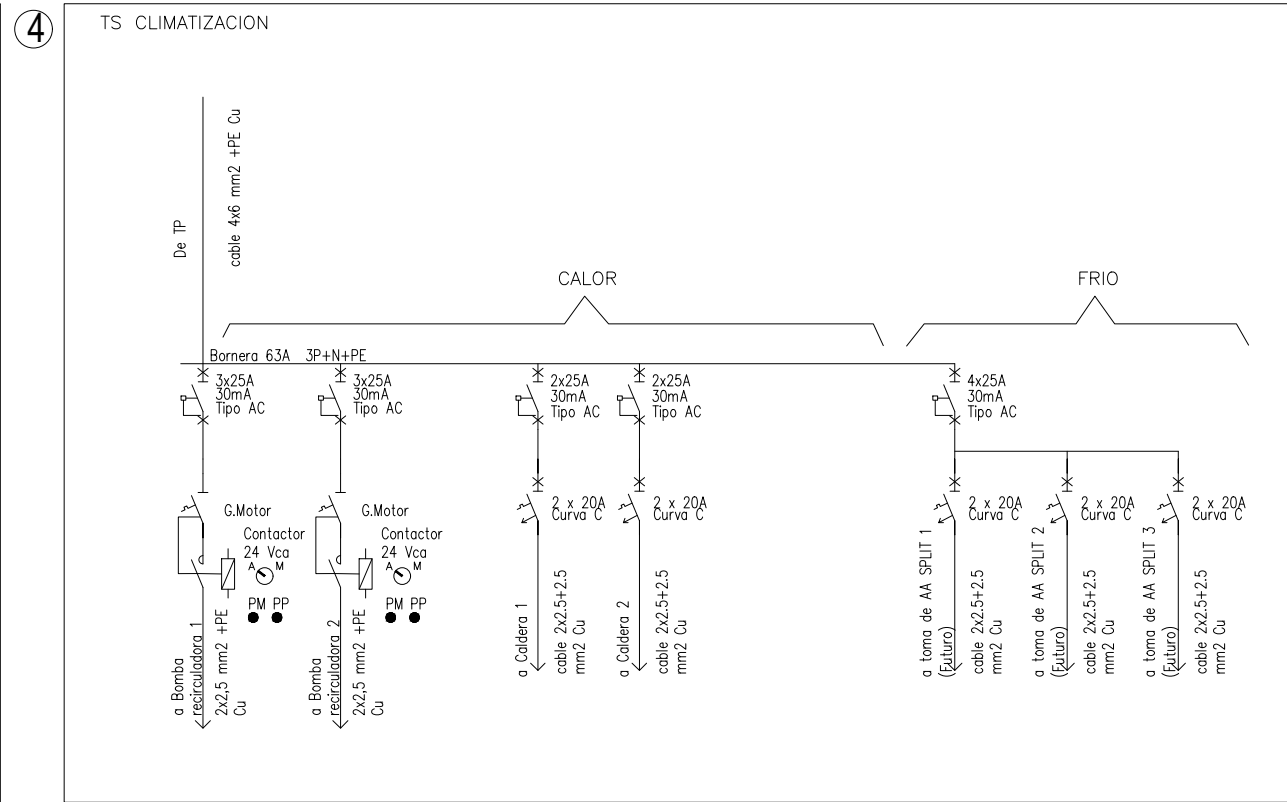 4
TS CLIMATIZACION
De TP
cable 4x6 mm2 +PE Cu
CALOR
FRIO
Bornera 63A 3P+N+PE
3x25A
30mA
Tipo AC
3x25A
30mA
Tipo AC
2x25A
30mA
Tipo AC
2x25A
30mA
Tipo AC
4x25A
30mA
Tipo AC
G.Motor
Contactor
24 Vca
A M
PM PP
a Bomba
recirculadora 1
2x2,5 mm2 +PE
Cu
G.Motor
Contactor
24 Vca
A M
PM PP
a Bomba
recirculadora 2
2x2,5 mm2 +PE
Cu
2 x 20A
Curva C
a Caldera 1
cable 2x2.5+2.5
mm2 Cu
2 x 20A
Curva C
a Caldera 2
cable 2x2.5+2.5
mm2 Cu
2 x 20A
Curva C
a toma de AA SPLIT 1
(Futuro)
cable 2x2.5+2.5
mm2 Cu
2 x 20A
Curva C
a toma de AA SPLIT 2
(Futuro)
cable 2x2.5+2.5
mm2 Cu
2 x 20A
Curva C
a toma de AA SPLIT 3
(Futuro)
cable 2x2.5+2.5
mm2 Cu